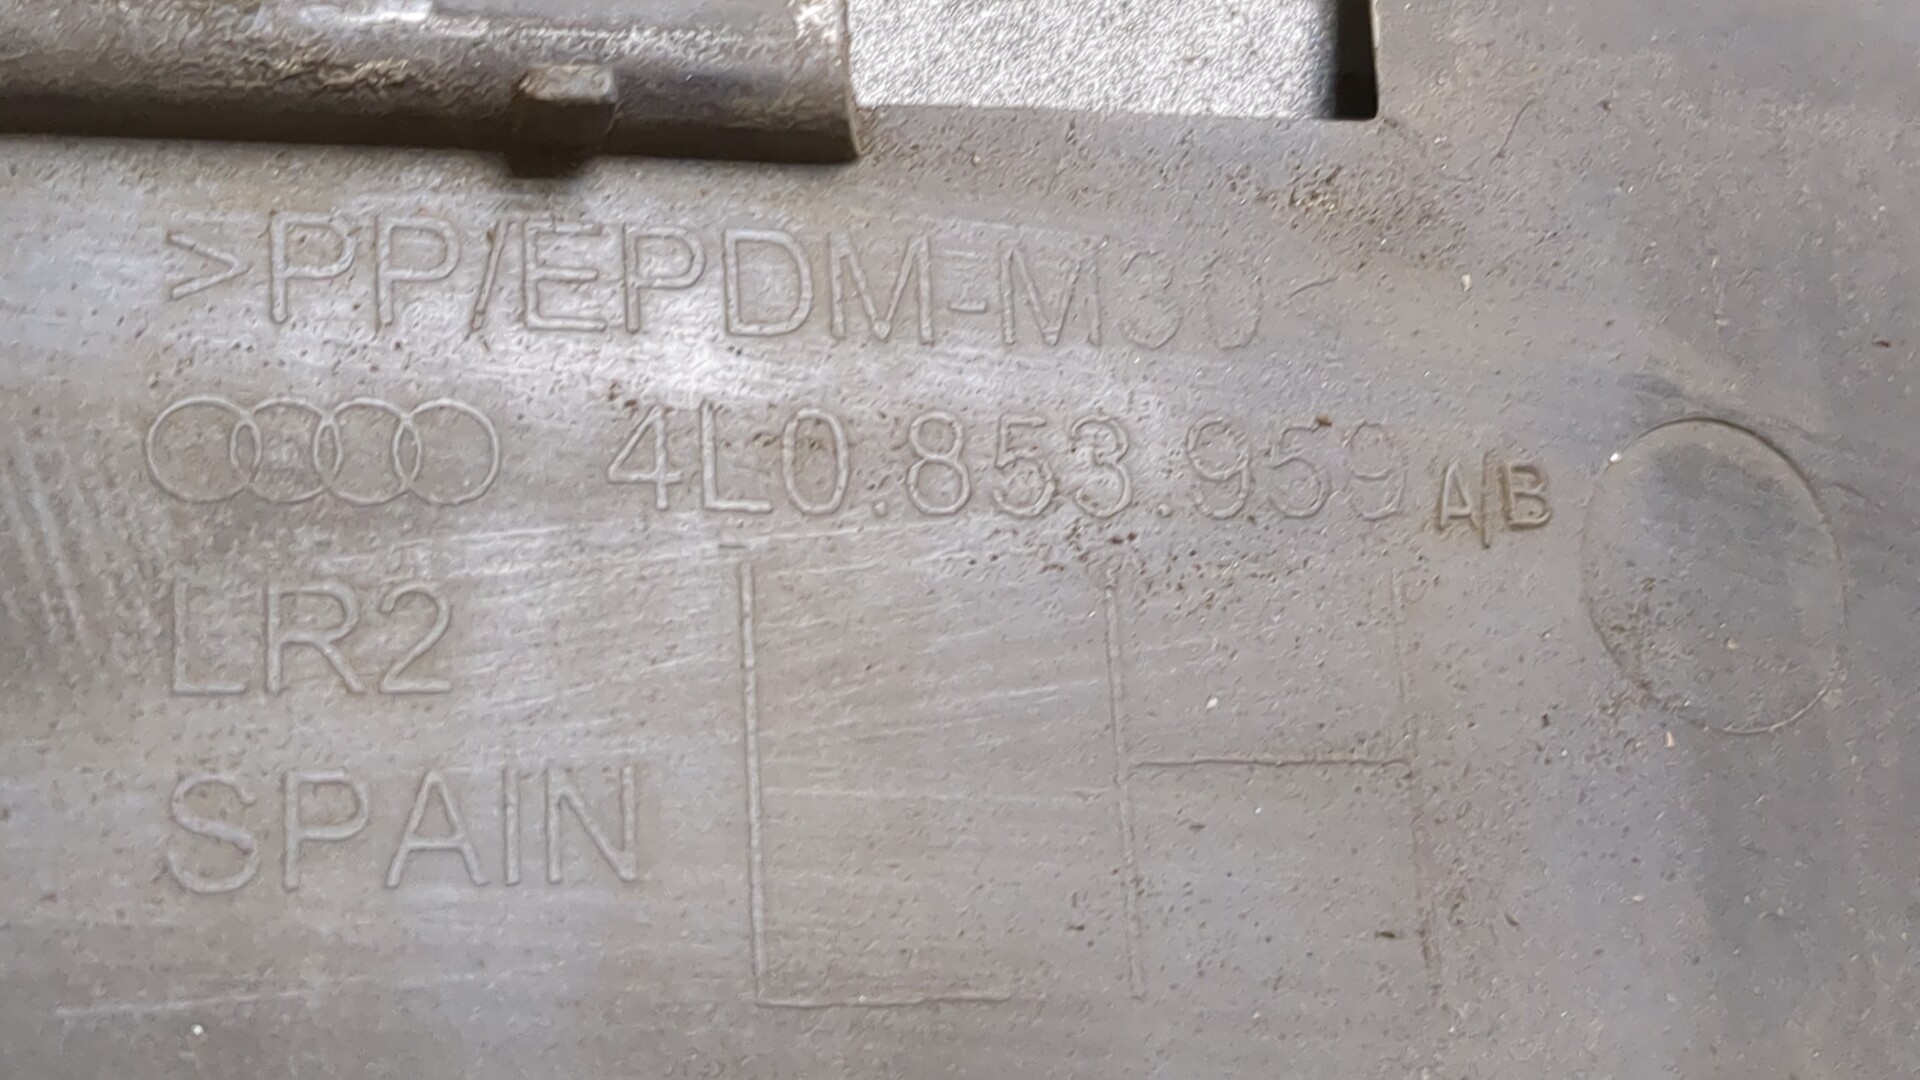 >PP/EPDM-M30<
4L0.853.959 A/B
LR2
SPAIN